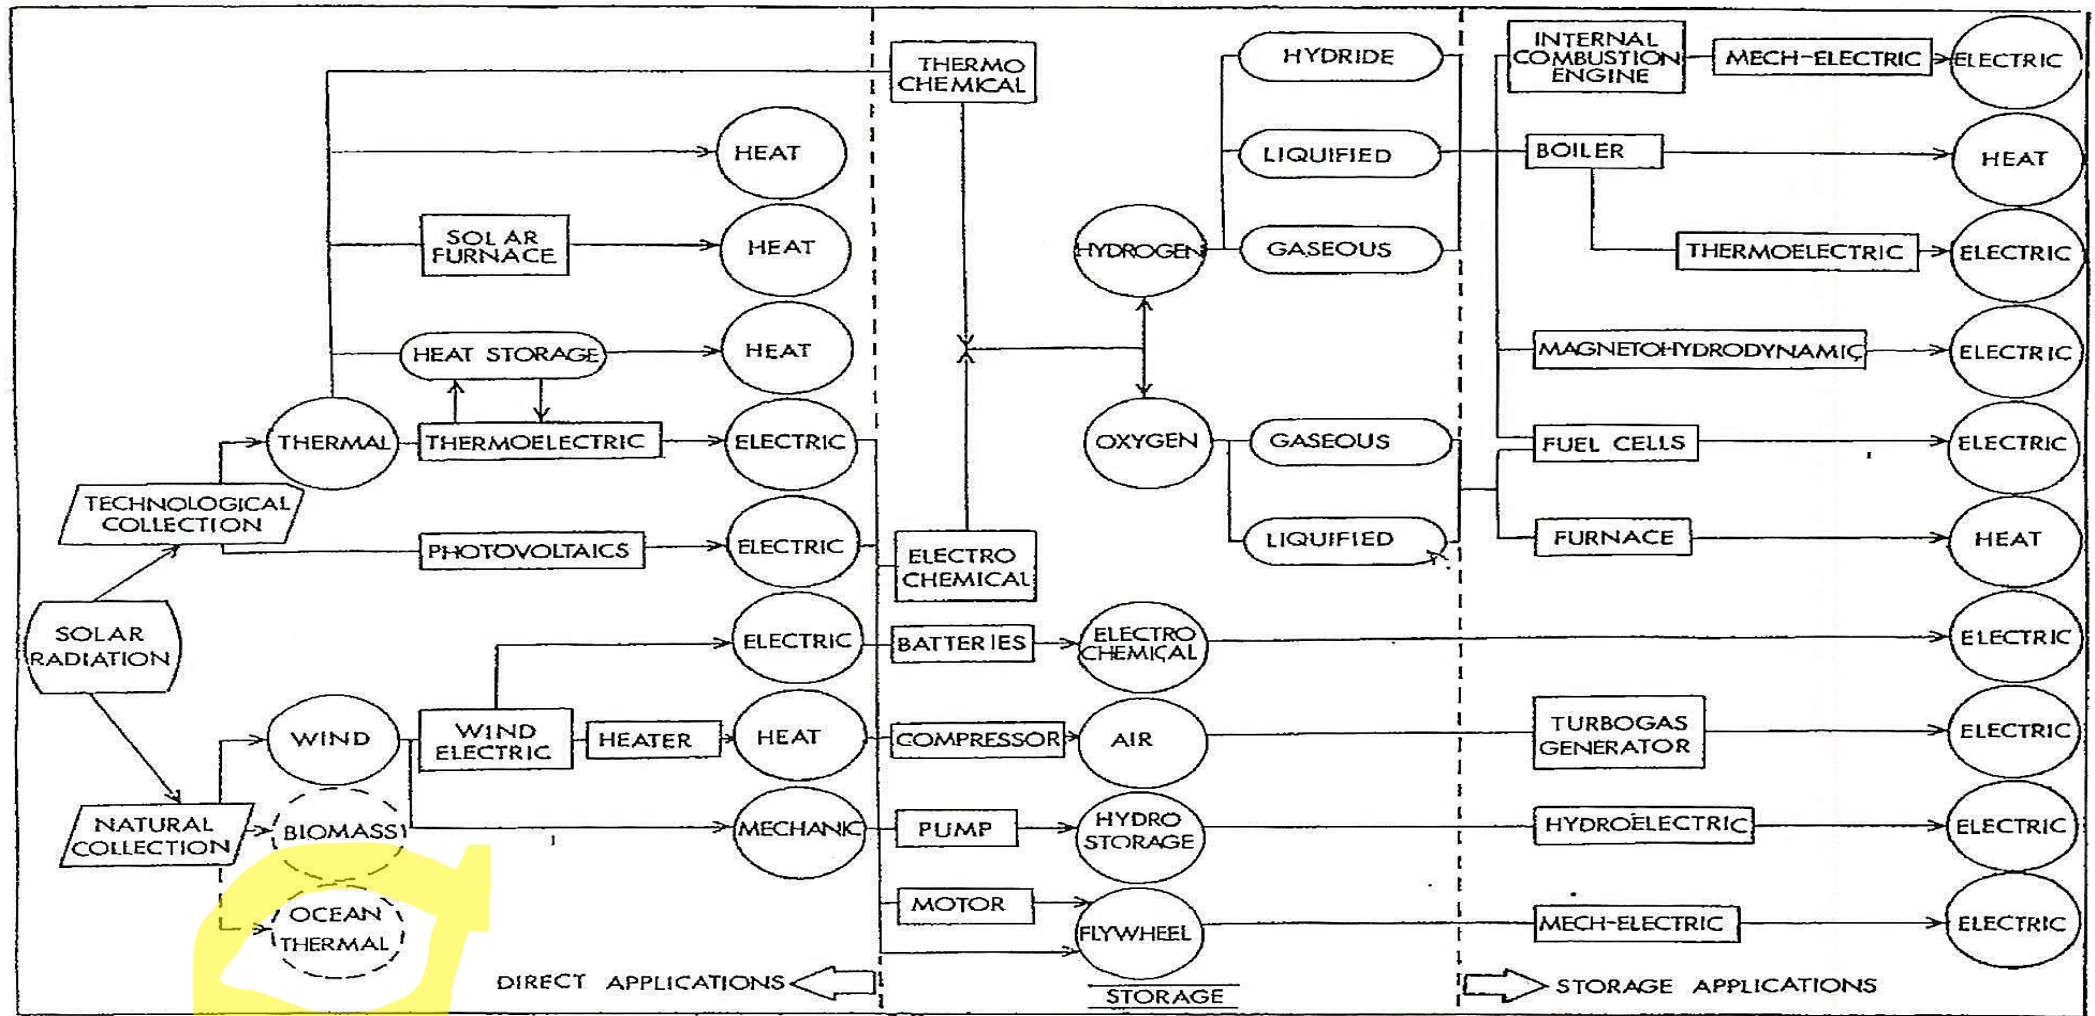 THERMO
CHEMICAL
HYDRIDE
INTERNAL
COMBUSTION
ENGINE
MECH-ELECTRIC
ELECTRIC
HEAT
LIQUIFIED
BOILER
HEAT
SOLAR
FURNACE
HEAT
HYDROGEN
GASEOUS
THERMOELECTRIC
ELECTRIC
HEAT STORAGE
HEAT
MAGNETOHYDRODYNAMIC
ELECTRIC
THERMAL
THERMOELECTRIC
ELECTRIC
OXYGEN
GASEOUS
FUEL CELLS
ELECTRIC
TECHNOLOGICAL
COLLECTION
PHOTOVOLTAICS
ELECTRIC
ELECTRO
CHEMICAL
LIQUIFIED
FURNACE
HEAT
SOLAR
RADIATION
ELECTRIC
BATTERIES
ELECTRO
CHEMICAL
ELECTRIC
WIND
WIND
ELECTRIC
HEATER
HEAT
COMPRESSOR
AIR
TURBOGAS
GENERATOR
ELECTRIC
NATURAL
COLLECTION
BIOMASS
MECHANIC
PUMP
HYDRO
STORAGE
HYDROELECTRIC
ELECTRIC
OCEAN
THERMAL
MOTOR
FLYWHEEL
MECH-ELECTRIC
ELECTRIC
DIRECT APPLICATIONS
STORAGE
STORAGE APPLICATIONS